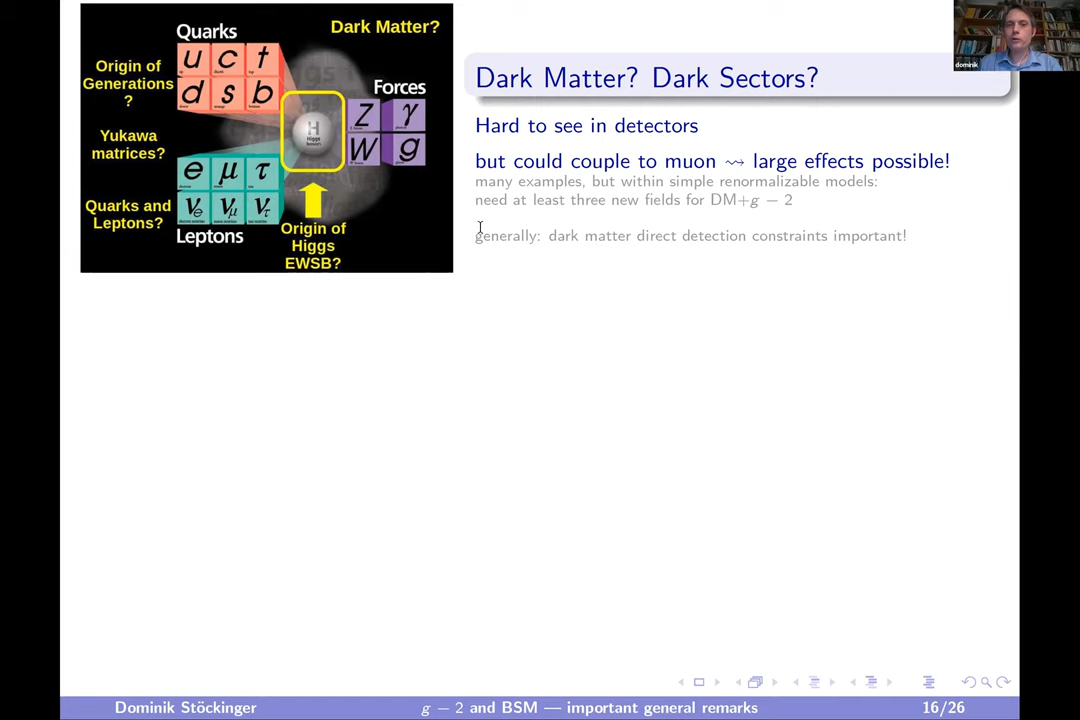 Dark Matter?
Quarks
Origin of
Generations
?
u c t
d s b
Forces
Z γ
W g
H
Higgs
Yukawa
matrices?
e μ τ
νe νμ ντ
Quarks and
Leptons?
Leptons
Origin of
Higgs
EWSB?
Dark Matter? Dark Sectors?
Hard to see in detectors
but could couple to muon ⇝ large effects possible!
many examples, but within simple renormalizable models:
need at least three new fields for DM+g − 2
generally: dark matter direct detection constraints important!
dominik
Dominik Stöckinger
g − 2 and BSM — important general remarks
16/26